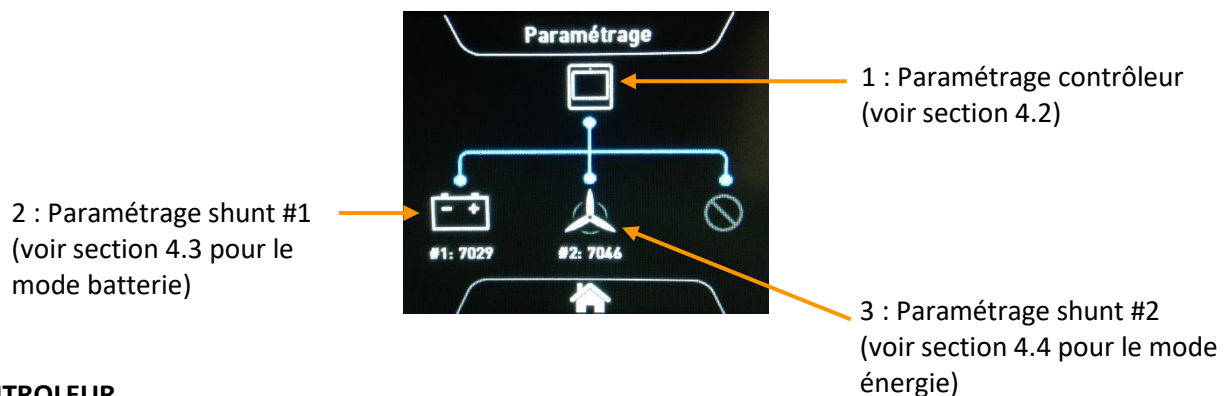 Paramétrage
1 : Paramétrage contrôleur
(voir section 4.2)
2 : Paramétrage shunt #1
(voir section 4.3 pour le
mode batterie)
#1: 7029
#2: 7046
3 : Paramétrage shunt #2
(voir section 4.4 pour le mode
énergie)